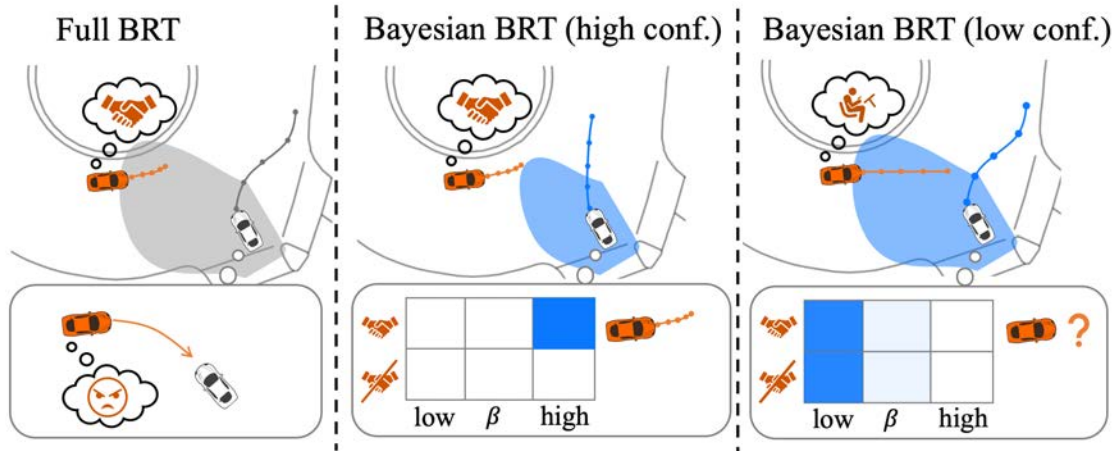 Full BRT
Bayesian BRT (high conf.)
Bayesian BRT (low conf.)
low β high
?
low β high